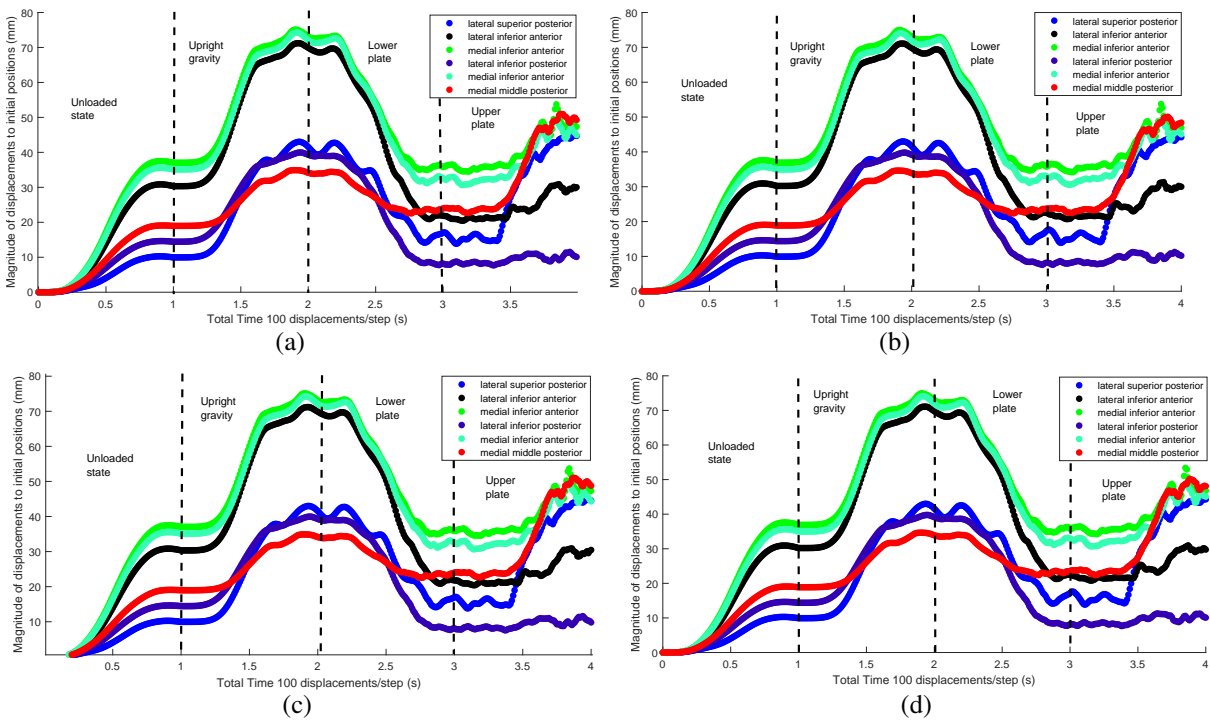 Magnitude of displacements to initial positions (mm)
80
70
60
50
40
30
20
10
0
Unloaded
state
Upright
gravity
Lower
plate
Upper
plate
lateral superior posterior
lateral inferior anterior
medial inferior anterior
lateral inferior posterior
medial inferior anterior
medial middle posterior
0 0.5 1 1.5 2 2.5 3 3.5
Total Time 100 displacements/step (s)
(a)
Magnitude of displacements to initial positions (mm)
80
70
60
50
40
30
20
10
0
Unloaded
state
Upright
gravity
Lower
plate
Upper
plate
lateral superior posterior
lateral inferior anterior
medial inferior anterior
lateral inferior posterior
medial inferior anterior
medial middle posterior
0 0.5 1 1.5 2 2.5 3 3.5 4
Total Time 100 displacements/step (s)
(b)
Magnitude of displacements to initial positions (mm)
80
70
60
50
40
30
20
10
Unloaded
state
Upright
gravity
Lower
plate
Upper
plate
lateral superior posterior
lateral inferior anterior
medial inferior anterior
lateral inferior posterior
medial inferior anterior
medial middle posterior
0.5 1 1.5 2 2.5 3 3.5 4
Total Time 100 displacements/step (s)
(c)
Magnitude of displacements to initial positions (mm)
80
70
60
50
40
30
20
10
0
Unloaded
state
Upright
gravity
Lower
plate
Upper
plate
lateral superior posterior
lateral inferior anterior
medial inferior anterior
lateral inferior posterior
medial inferior anterior
medial middle posterior
0 0.5 1 1.5 2 2.5 3 3.5 4
Total Time 100 displacements/step (s)
(d)